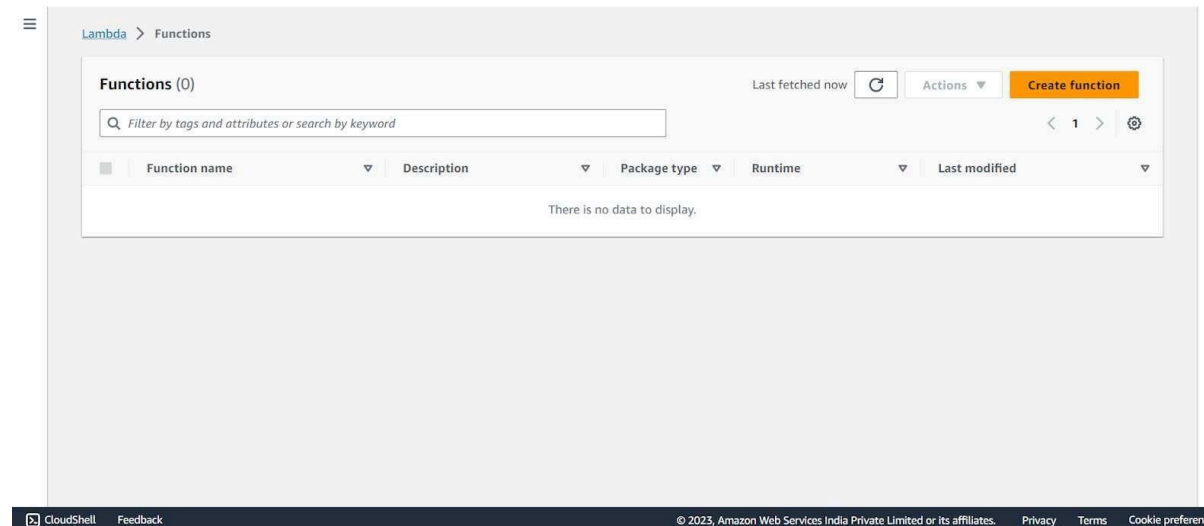 Lambda > Functions
Functions (0)
Last fetched now
Actions
Create function
Filter by tags and attributes or search by keyword
< 1 >
Function name Description Package type Runtime Last modified
There is no data to display.
CloudShell Feedback © 2023, Amazon Web Services India Private Limited or its affiliates. Privacy Terms Cookie preferen